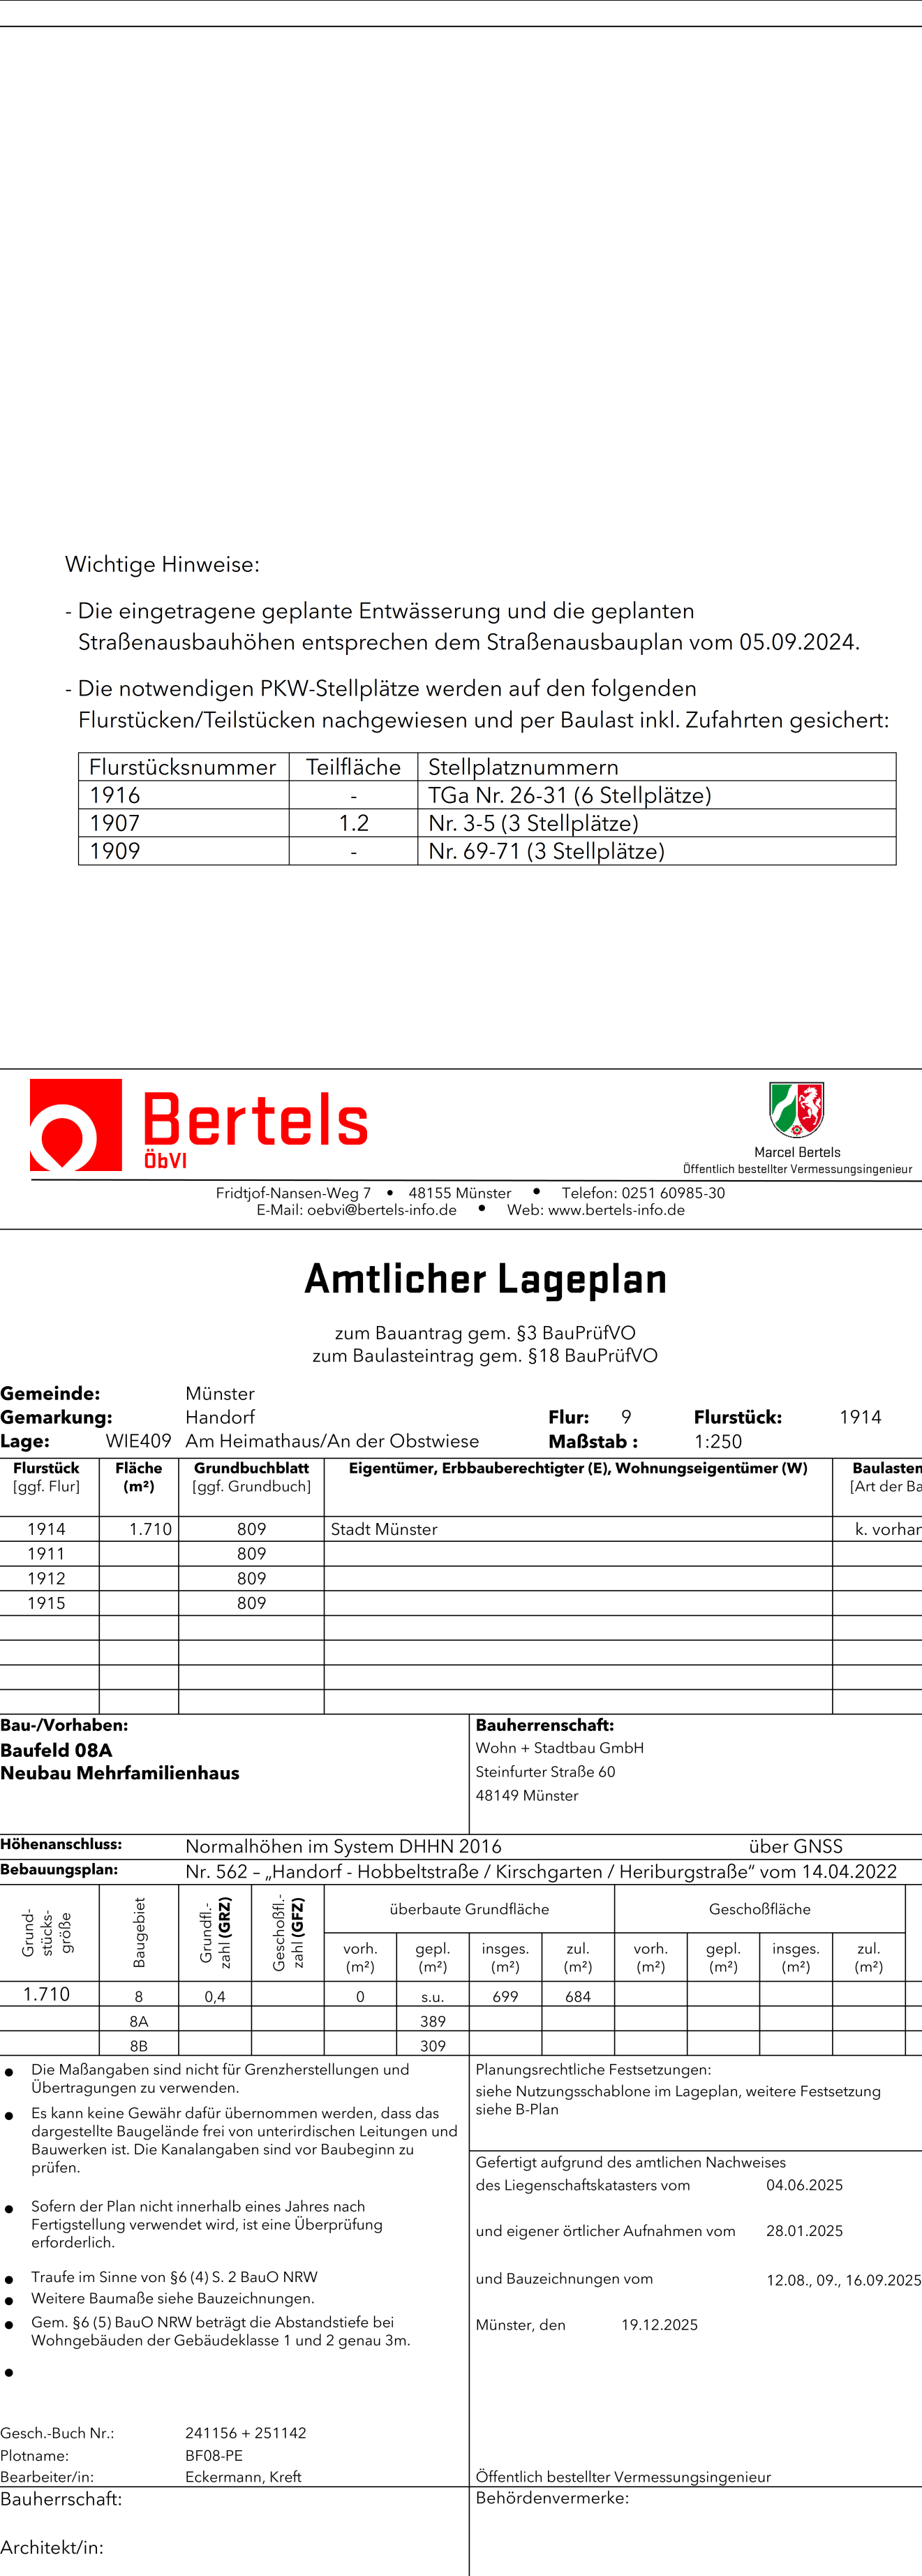 Wichtige Hinweise:
- Die eingetragene geplante Entwässerung und die geplanten
Straßenausbauhöhen entsprechen dem Straßenausbauplan vom 05.09.2024.
- Die notwendigen PKW-Stellplätze werden auf den folgenden
Flurstücken/Teilstücken nachgewiesen und per Baulast inkl. Zufahrten gesichert:
Flurstücksnummer Teilfläche Stellplatznummern
1916 - TGa Nr. 26-31 (6 Stellplätze)
1907 1.2 Nr. 3-5 (3 Stellplätze)
1909 - Nr. 69-71 (3 Stellplätze)
Bertels
ÖbVI
Marcel Bertels
Öffentlich bestellter Vermessungsingenieur
Fridtjof-Nansen-Weg 7 • 48155 Münster • Telefon: 0251 60985-30
E-Mail: oebvi@bertels-info.de • Web: www.bertels-info.de
Amtlicher Lageplan
zum Bauantrag gem. §3 BauPrüfVO
zum Baulasteintrag gem. §18 BauPrüfVO
Gemeinde: Münster
Gemarkung: Handorf Flur: 9 Flurstück: 1914
Lage: WIE409 Am Heimathaus/An der Obstwiese Maßstab : 1:250
Flurstück Fläche Grundbuchblatt Eigentümer, Erbbauberechtigter (E), Wohnungseigentümer (W) Baulasten
[ggf. Flur] (m²) [ggf. Grundbuch] [Art der Ba
1914 1.710 809 Stadt Münster k. vorhan
1911 809
1912 809
1915 809
Bau-/Vorhaben:
Baufeld 08A
Neubau Mehrfamilienhaus
Bauherrenschaft:
Wohn + Stadtbau GmbH
Steinfurter Straße 60
48149 Münster
Höhenanschluss: Normalhöhen im System DHHN 2016 über GNSS
Bebauungsplan: Nr. 562 – „Handorf - Hobbeltstraße / Kirschgarten / Heriburgstraße“ vom 14.04.2022
Grund-
stücks-
größe
Baugebiet
Grundfl.-
zahl (GRZ)
Geschoßfl.-
zahl (GFZ)
überbaute Grundfläche Geschoßfläche
vorh. gepl. insges. zul. vorh. gepl. insges. zul.
(m²) (m²) (m²) (m²) (m²) (m²) (m²) (m²)
1.710 8 0,4 0 s.u. 699 684
8A 389
8B 309
• Die Maßangaben sind nicht für Grenzherstellungen und
Übertragungen zu verwenden.
• Es kann keine Gewähr dafür übernommen werden, dass das
dargestellte Baugelände frei von unterirdischen Leitungen und
Bauwerken ist. Die Kanalangaben sind vor Baubeginn zu
prüfen.
• Sofern der Plan nicht innerhalb eines Jahres nach
Fertigstellung verwendet wird, ist eine Überprüfung
erforderlich.
• Traufe im Sinne von §6 (4) S. 2 BauO NRW
• Weitere Baumaße siehe Bauzeichnungen.
• Gem. §6 (5) BauO NRW beträgt die Abstandstiefe bei
Wohngebäuden der Gebäudeklasse 1 und 2 genau 3m.
•
Planungsrechtliche Festsetzungen:
siehe Nutzungsschablone im Lageplan, weitere Festsetzung
siehe B-Plan
Gefertigt aufgrund des amtlichen Nachweises
des Liegenschaftskatasters vom 04.06.2025
und eigener örtlicher Aufnahmen vom 28.01.2025
und Bauzeichnungen vom 12.08., 09., 16.09.2025
Münster, den 19.12.2025
Gesch.-Buch Nr.: 241156 + 251142
Plotname: BF08-PE
Bearbeiter/in: Eckermann, Kreft
Öffentlich bestellter Vermessungsingenieur
Bauherrschaft:
Behördenvermerke:
Architekt/in: